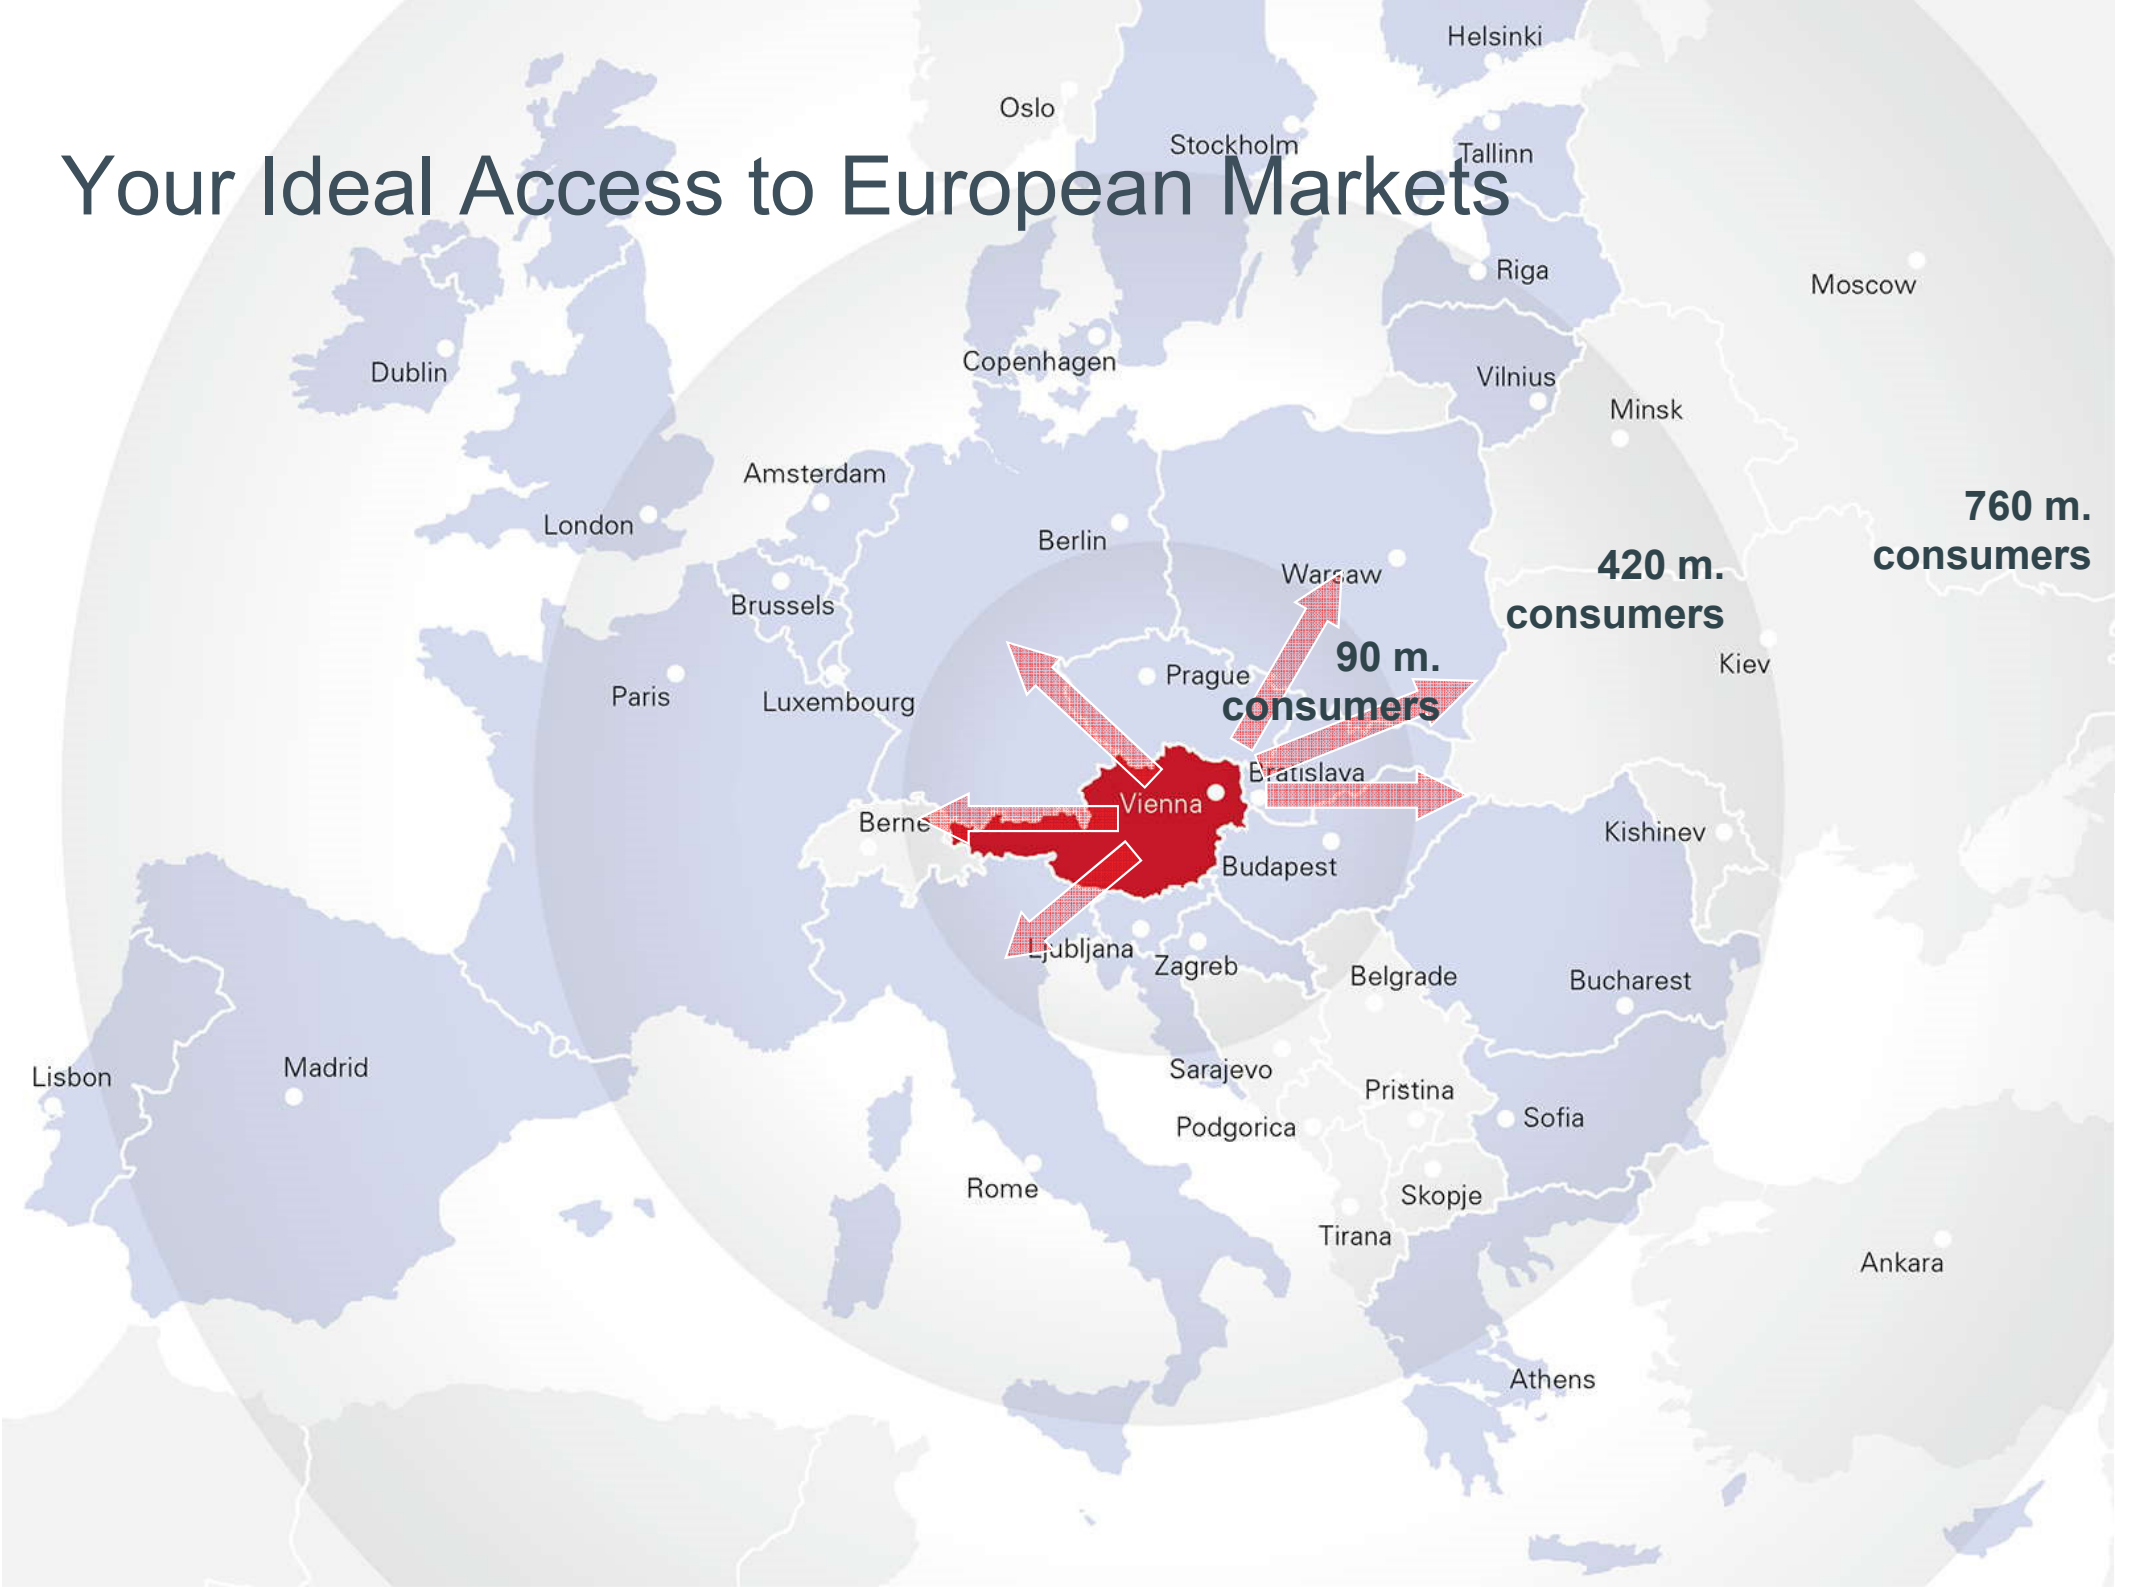 Helsinki
Oslo
Stockholm
Tallinn
Your Ideal Access to European Markets
Riga
Moscow
Dublin
Copenhagen
Vilnius
Minsk
Amsterdam
London
Berlin
760 m.
consumers
420 m.
consumers
Warsaw
Brussels
90 m.
consumers
Kiev
Prague
Paris
Luxembourg
Bratislava
Vienna
Berne
Kishinev
Budapest
Ljubljana
Zagreb
Belgrade
Bucharest
Lisbon
Madrid
Sarajevo
Pristina
Podgorica
Sofia
Rome
Skopje
Tirana
Ankara
Athens